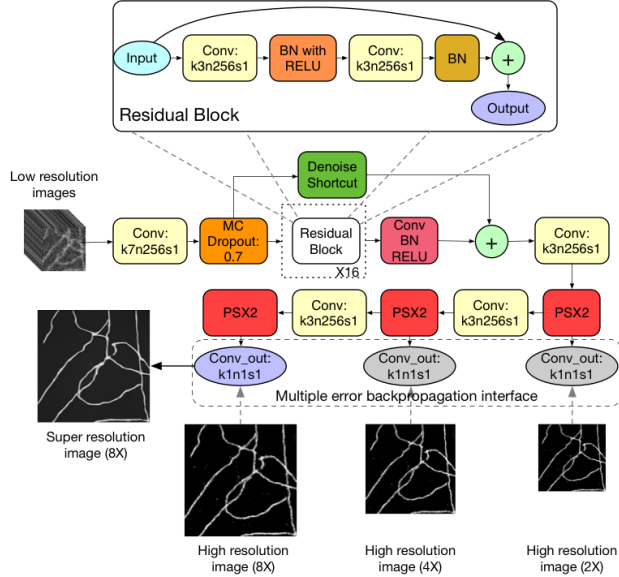 Input
Conv:
k3n256s1
BN with
RELU
Conv:
k3n256s1
BN
+
Output
Residual Block
Low resolution
images
Conv:
k7n256s1
MC
Dropout:
0.7
Denoise
Shortcut
Residual
Block
X16
Conv
BN
RELU
+
Conv:
k3n256s1
PSX2
Conv:
k3n256s1
PSX2
Conv:
k3n256s1
PSX2
Conv_out:
k1n1s1
Conv_out:
k1n1s1
Conv_out:
k1n1s1
Multiple error backpropagation interface
Super resolution
image (8X)
High resolution
image (8X)
High resolution
image (4X)
High resolution
image (2X)